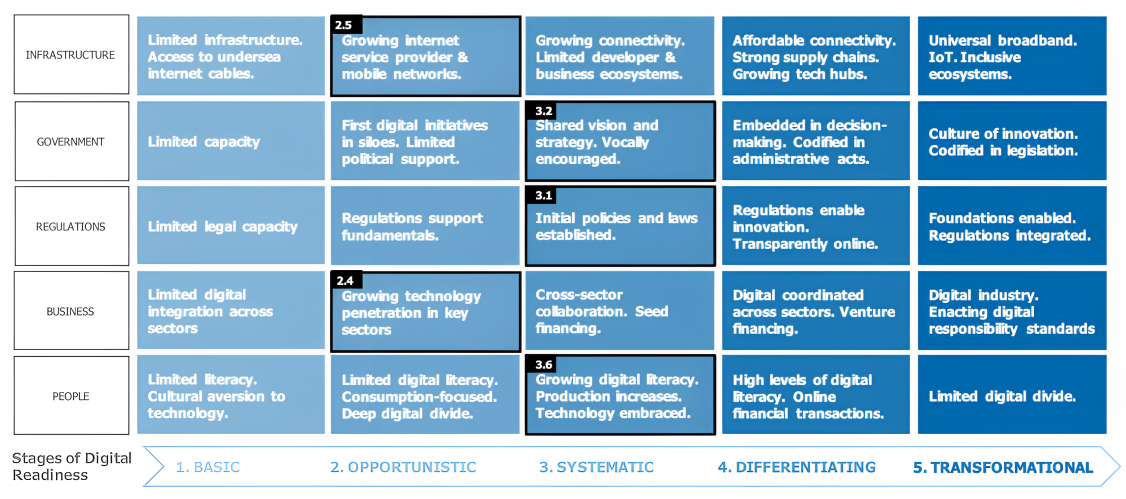 INFRASTRUCTURE
Limited infrastructure.
Access to undersea
internet cables.
2.5
Growing internet
service provider &
mobile networks.
Growing connectivity.
Limited developer &
business ecosystems.
Affordable connectivity.
Strong supply chains.
Growing tech hubs.
Universal broadband.
IoT. Inclusive
ecosystems.
GOVERNMENT
Limited capacity
First digital initiatives
in siloes. Limited
political support.
3.2
Shared vision and
strategy. Vocally
encouraged.
Embedded in decision-
making. Codified in
administrative acts.
Culture of innovation.
Codified in legislation.
REGULATIONS
Limited legal capacity
Regulations support
fundamentals.
3.1
Initial policies and laws
established.
Regulations enable
innovation.
Transparently online.
Foundations enabled.
Regulations integrated.
BUSINESS
Limited digital
integration across
sectors
2.4
Growing technology
penetration in key
sectors
Cross-sector
collaboration. Seed
financing.
Digital coordinated
across sectors. Venture
financing.
Digital industry.
Enacting digital
responsibility standards
PEOPLE
Limited literacy.
Cultural aversion to
technology.
Limited digital literacy.
Consumption-focused.
Deep digital divide.
3.6
Growing digital literacy.
Production increases.
Technology embraced.
High levels of digital
literacy. Online
financial transactions.
Limited digital divide.
Stages of Digital
Readiness
1. BASIC
2. OPPORTUNISTIC
3. SYSTEMATIC
4. DIFFERENTIATING
5. TRANSFORMATIONAL